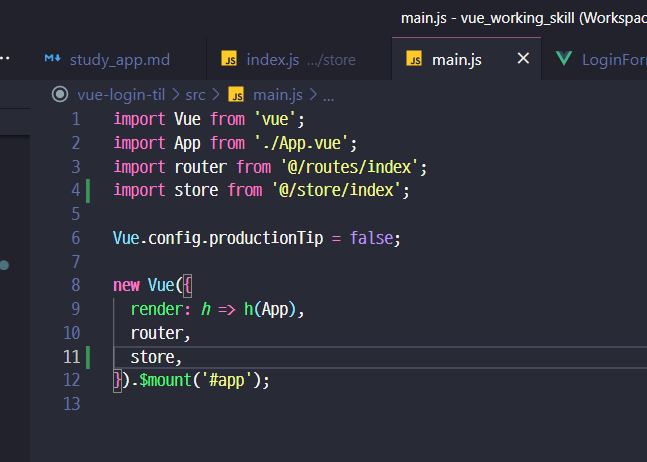 main.js - vue_working_skill (Workspac
study_app.md index.js .../store main.js LoginFor
vue-login-til > src > JS main.js > ...
1 import Vue from 'vue';
2 import App from './App.vue';
3 import router from '@/routes/index';
4 import store from '@/store/index';
5
6 Vue.config.productionTip = false;
7
8 new Vue({
9 render: h => h(App),
10 router,
11 store,
12 }).$mount('#app');
13